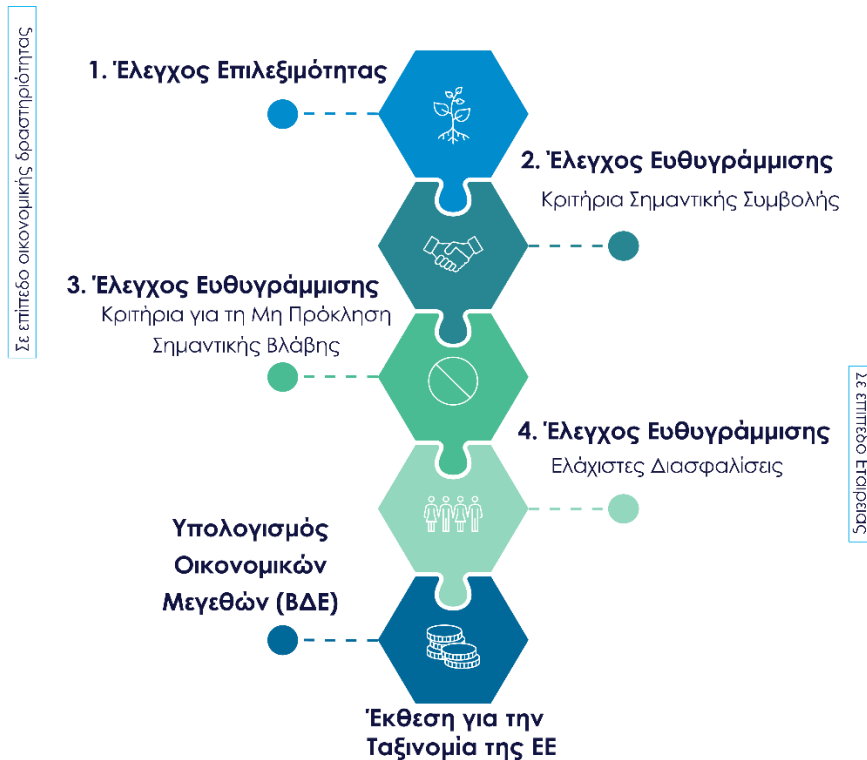 Σε επίπεδο οικονομικής δραστηριότητας
1. Έλεγχος Επιλεξιμότητας
2. Έλεγχος Ευθυγράμμισης
Κριτήρια Σημαντικής Συμβολής
3. Έλεγχος Ευθυγράμμισης
Κριτήρια για τη Μη Πρόκληση
Σημαντικής Βλάβης
4. Έλεγχος Ευθυγράμμισης
Ελάχιστες Διασφαλίσεις
Σε επίπεδο Εταιρείας
Υπολογισμός
Οικονομικών
Μεγεθών (ΒΔΕ)
Έκθεση για την
Ταξινομία της ΕΕ